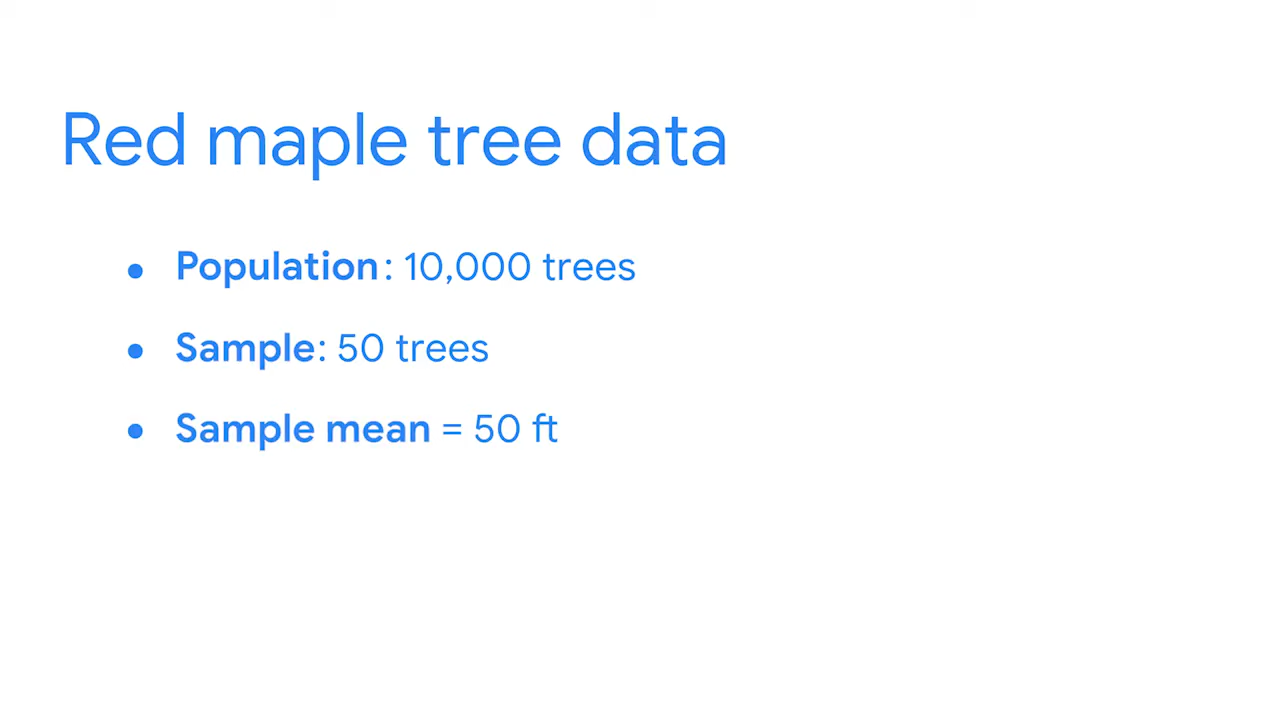 Red maple tree data
• Population: 10,000 trees
• Sample: 50 trees
• Sample mean = 50 ft